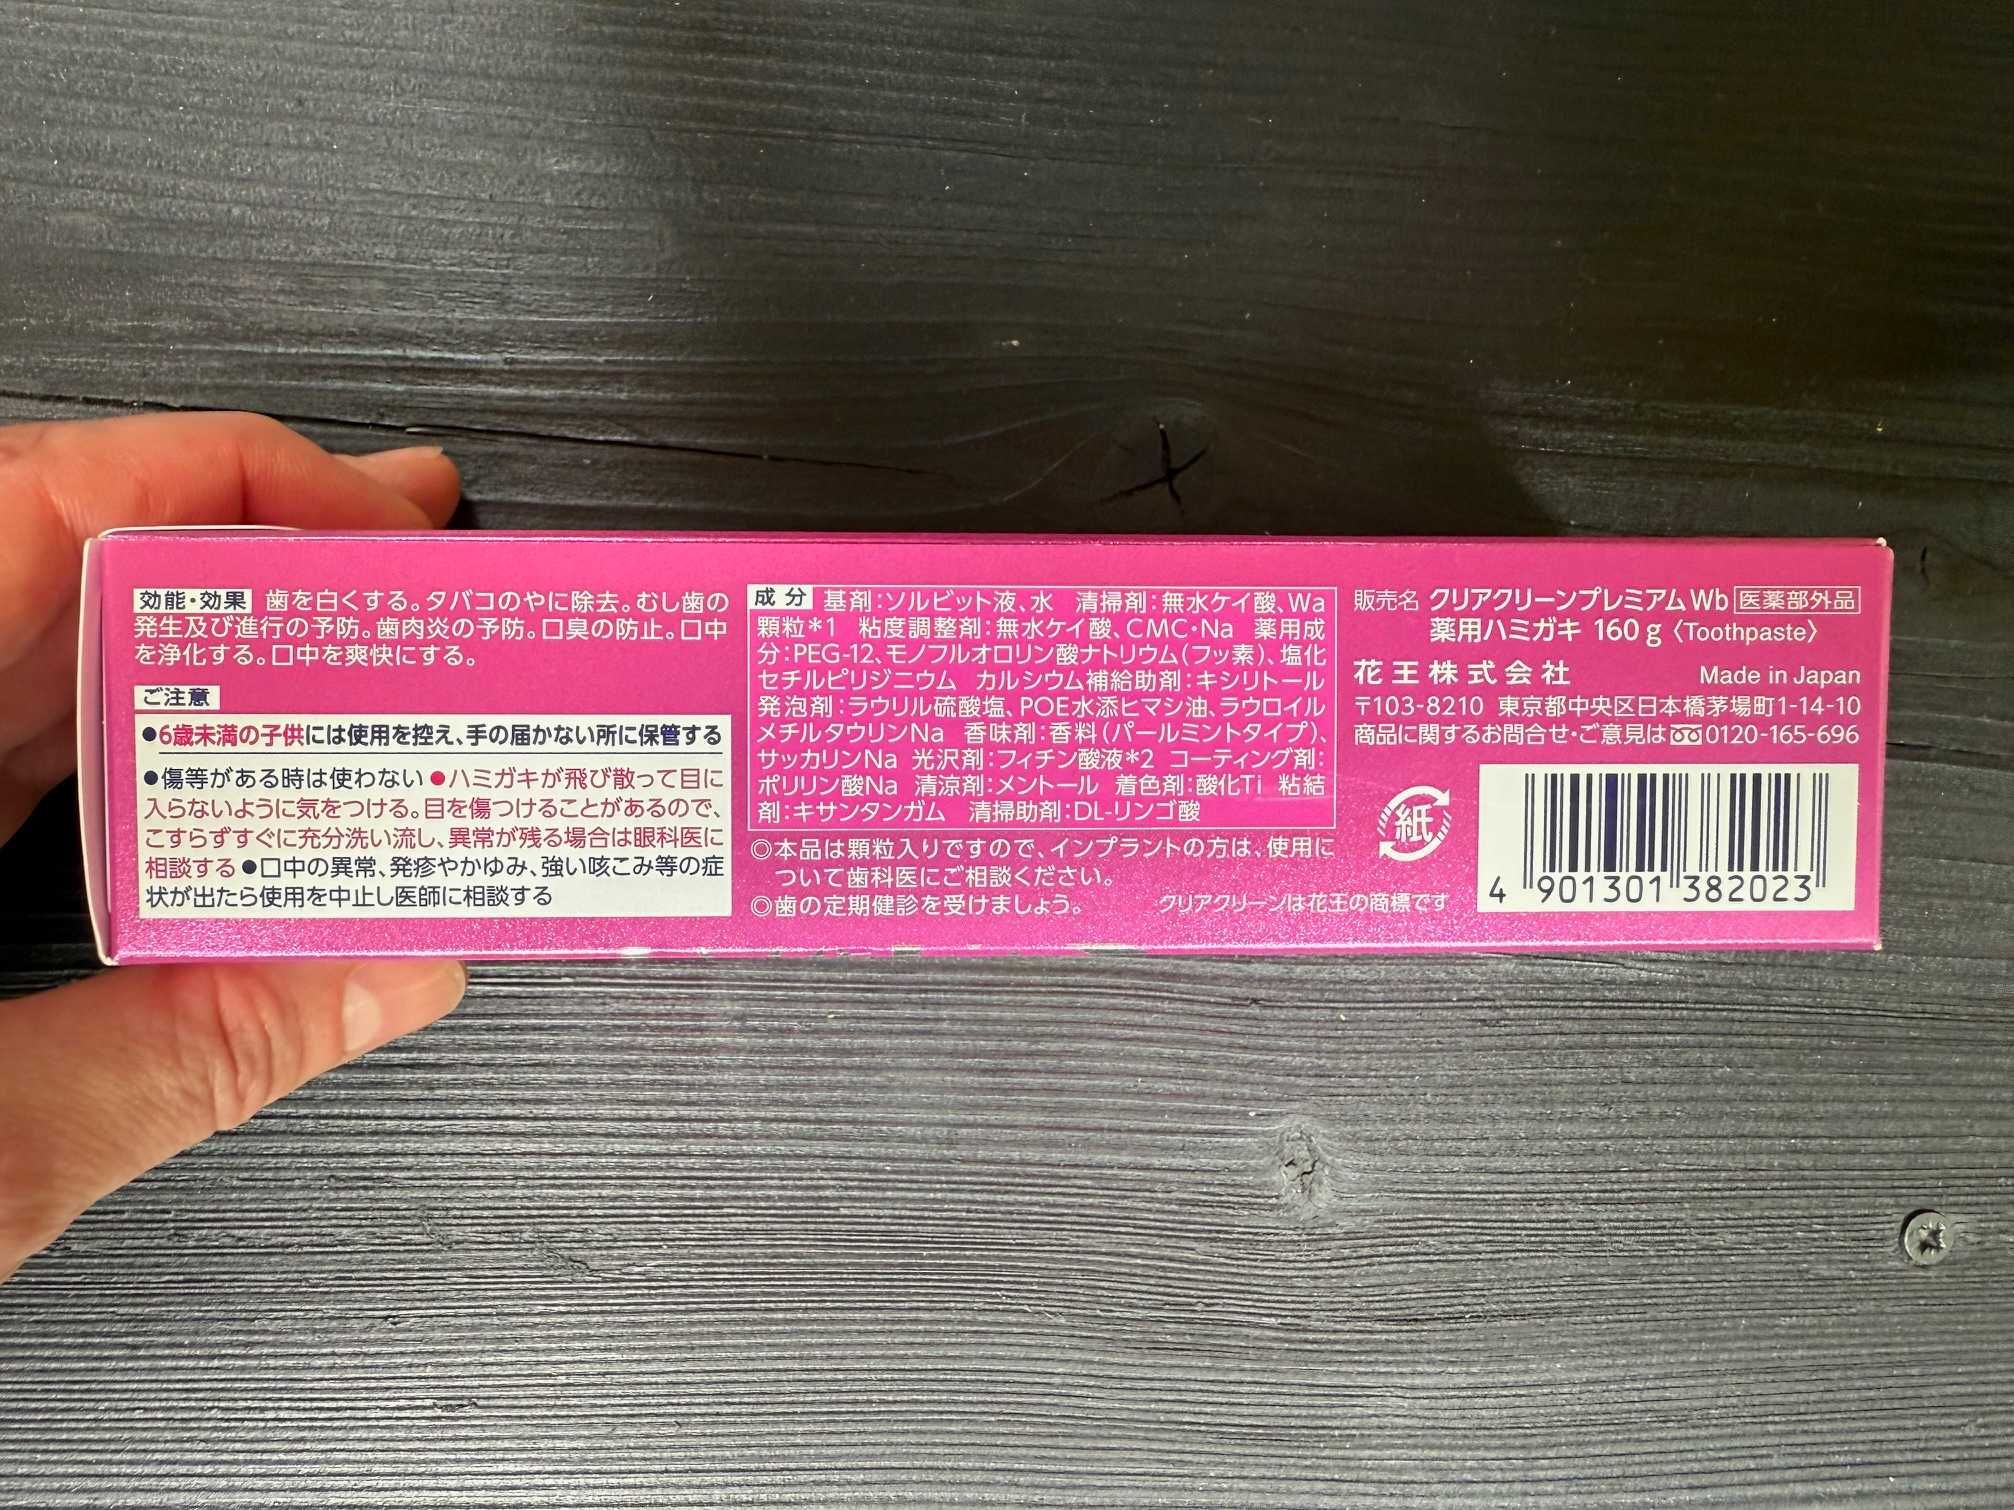 効能・効果 歯を白くする。タバコのやに除去。むし歯の
発生及び進行の予防。歯肉炎の予防。口臭の防止。口中
を浄化する。口中を爽快にする。
ご注意
●6歳未満の子供には使用を控え、手の届かない所に保管する
●傷等がある時は使わない ●ハミガキが飛び散って目に
入らないように気をつける。目を傷つけることがあるので、
こすらずすぐに充分洗い流し、異常が残る場合は眼科医に
相談する ●口中の異常、発疹やかゆみ、強い咳こみ等の症
状が出たら使用を中止し医師に相談する
成分 基剤:ソルビット液、水 清掃剤:無水ケイ酸、Wa
顆粒*1 粘度調整剤:無水ケイ酸、CMC・Na 薬用成
分:PEG-12、モノフルオロリン酸ナトリウム(フッ素)、塩化
セチルピリジニウム カルシウム補給助剤:キシリトール
発泡剤:ラウリル硫酸塩、POE水添ヒマシ油、ラウロイル
メチルタウリンNa 香味剤:香料(パールミントタイプ)、
サッカリンNa 光沢剤:フィチン酸液*2 コーティング剤:
ポリリン酸Na 清涼剤:メントール 着色剤:酸化Ti 粘結
剤:キサンタンガム 清掃助剤:DL-リンゴ酸
◎本品は顆粒入りですので、インプラントの方は、使用に
ついて歯科医にご相談ください。
◎歯の定期健診を受けましょう。
クリアクリーンは花王の商標です
販売名 クリアクリーンプレミアムWb 医薬部外品
薬用ハミガキ 160g〈Toothpaste〉
花王株式会社 Made in Japan
〒103-8210 東京都中央区日本橋茅場町1-14-10
商品に関するお問合せ・ご意見は 0120-165-696
紙
4 901301 382023